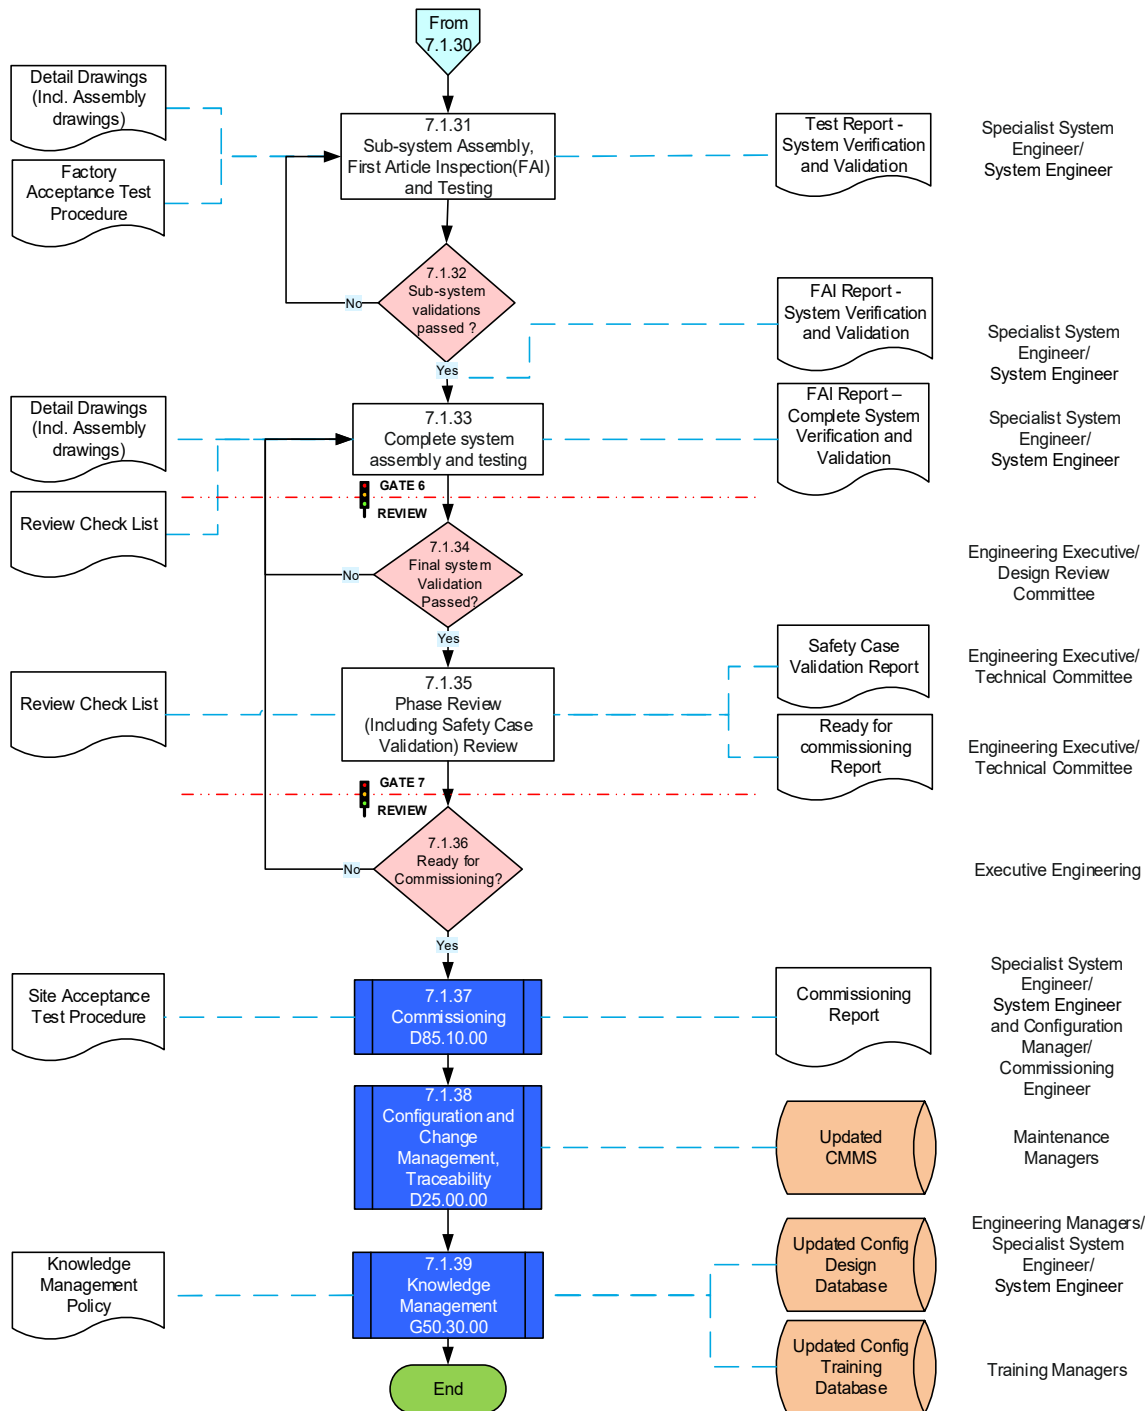 From
7.1.30
Detail Drawings
(Incl. Assembly
drawings)
Factory
Acceptance Test
Procedure
7.1.31
Sub-system Assembly,
First Article Inspection(FAI)
and Testing
Test Report -
System Verification
and Validation
Specialist System
Engineer/
System Engineer
7.1.32
Sub-system
validations
passed ?
No
Yes
FAI Report -
System Verification
and Validation
Specialist System
Engineer/
System Engineer
Detail Drawings
(Incl. Assembly
drawings)
Review Check List
7.1.33
Complete system
assembly and testing
FAI Report –
Complete System
Verification and
Validation
Specialist System
Engineer/
System Engineer
GATE 6
REVIEW
7.1.34
Final system
Validation
Passed?
No
Yes
Engineering Executive/
Design Review
Committee
Review Check List
7.1.35
Phase Review
(Including Safety Case
Validation) Review
Safety Case
Validation Report
Engineering Executive/
Technical Committee
Ready for
commissioning
Report
Engineering Executive/
Technical Committee
GATE 7
REVIEW
7.1.36
Ready for
Commissioning?
No
Yes
Executive Engineering
Site Acceptance
Test Procedure
7.1.37
Commissioning
D85.10.00
Commissioning
Report
Specialist System
Engineer/
System Engineer
and Configuration
Manager/
Commissioning
Engineer
7.1.38
Configuration and
Change
Management,
Traceability
D25.00.00
Updated
CMMS
Maintenance
Managers
Knowledge
Management
Policy
7.1.39
Knowledge
Management
G50.30.00
Updated Config
Design
Database
Engineering Managers/
Specialist System
Engineer/
System Engineer
Updated Config
Training
Database
Training Managers
End